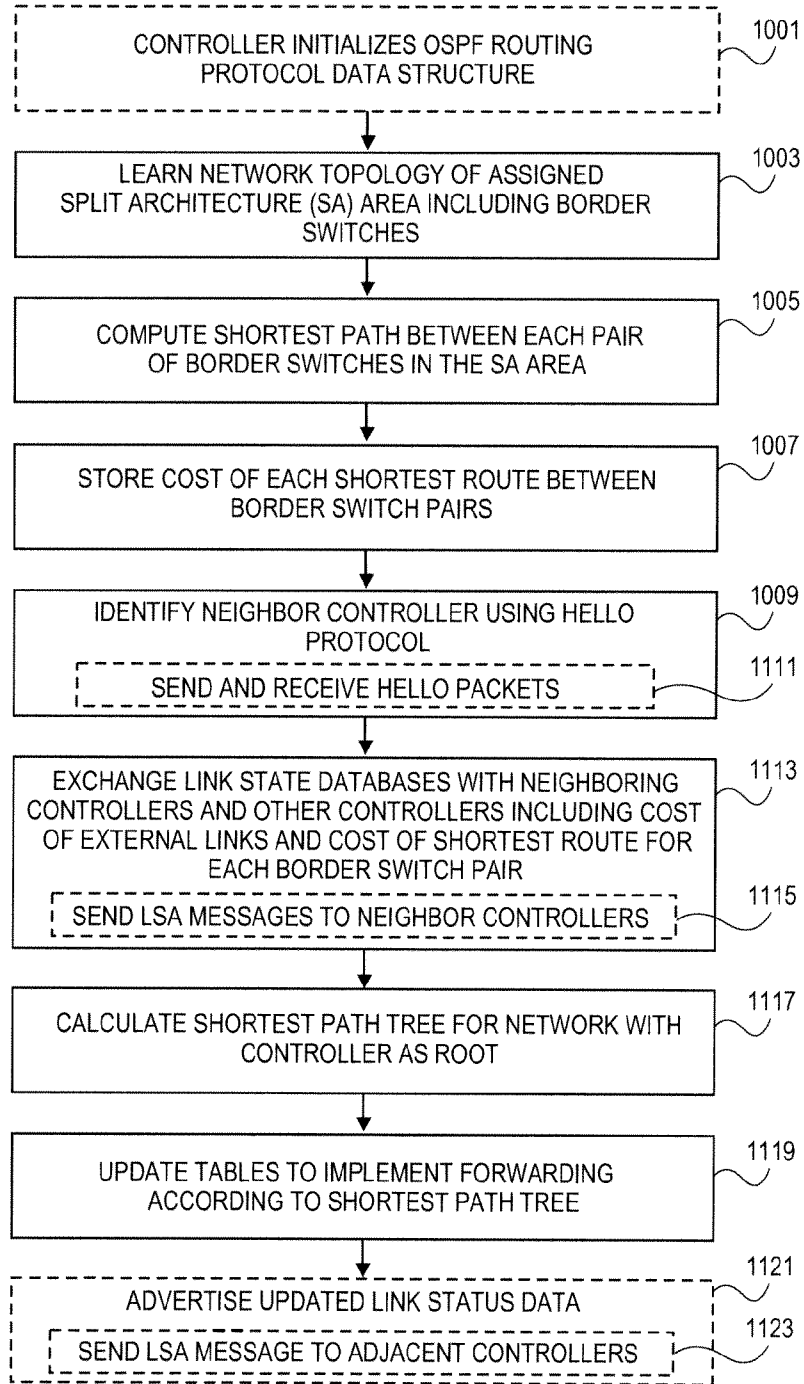 CONTROLLER INITIALIZES OSPF ROUTING
PROTOCOL DATA STRUCTURE
1001
LEARN NETWORK TOPOLOGY OF ASSIGNED
SPLIT ARCHITECTURE (SA) AREA INCLUDING BORDER
SWITCHES
1003
COMPUTE SHORTEST PATH BETWEEN EACH PAIR
OF BORDER SWITCHES IN THE SA AREA
1005
STORE COST OF EACH SHORTEST ROUTE BETWEEN
BORDER SWITCH PAIRS
1007
IDENTIFY NEIGHBOR CONTROLLER USING HELLO
PROTOCOL
1009
SEND AND RECEIVE HELLO PACKETS
1111
EXCHANGE LINK STATE DATABASES WITH NEIGHBORING
CONTROLLERS AND OTHER CONTROLLERS INCLUDING COST
OF EXTERNAL LINKS AND COST OF SHORTEST ROUTE FOR
EACH BORDER SWITCH PAIR
1113
SEND LSA MESSAGES TO NEIGHBOR CONTROLLERS
1115
CALCULATE SHORTEST PATH TREE FOR NETWORK WITH
CONTROLLER AS ROOT
1117
UPDATE TABLES TO IMPLEMENT FORWARDING
ACCORDING TO SHORTEST PATH TREE
1119
ADVERTISE UPDATED LINK STATUS DATA
1121
SEND LSA MESSAGE TO ADJACENT CONTROLLERS
1123